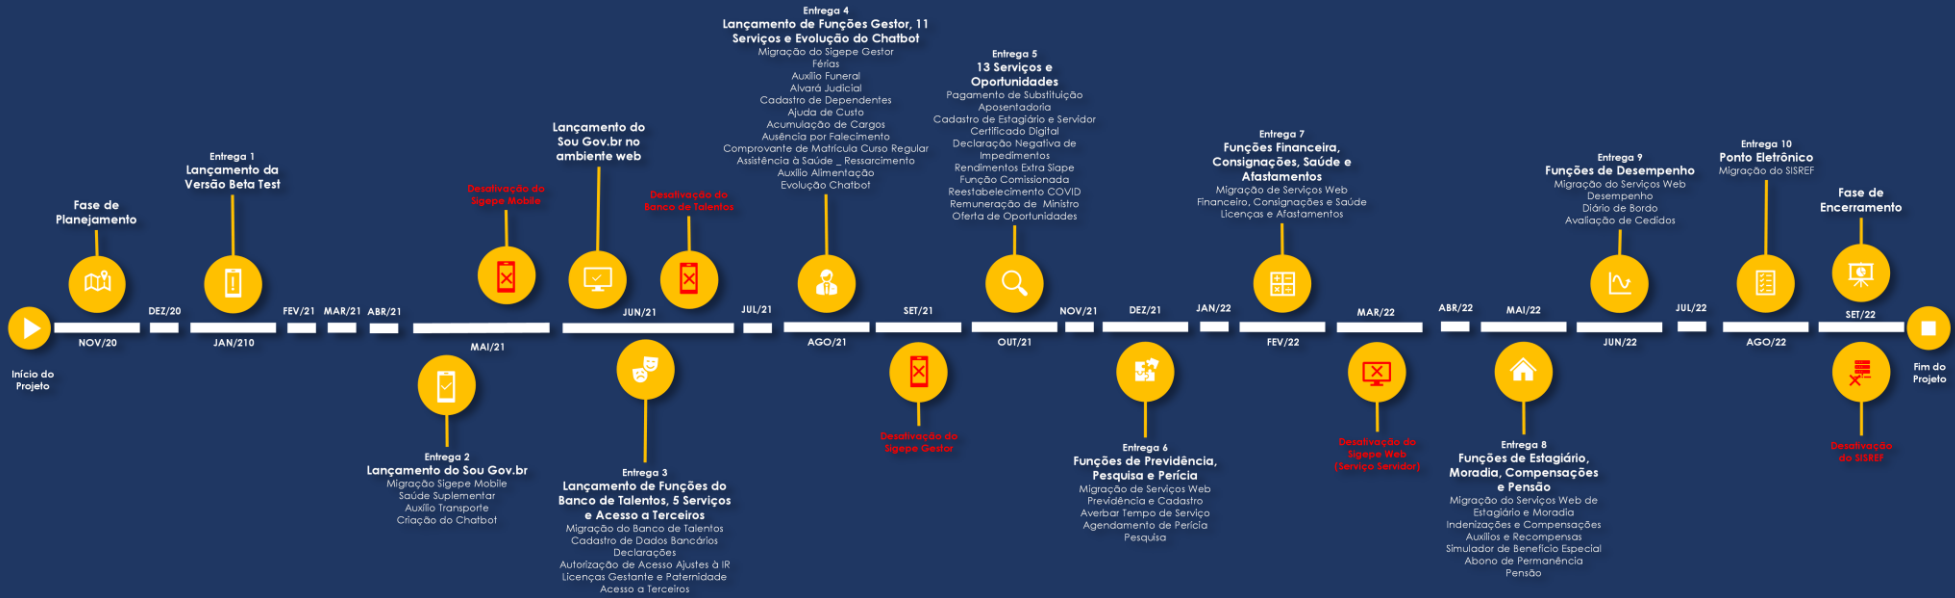 Início do
Projeto
Fase de
Planejamento
NOV/20
DEZ/20
Entrega 1
Lançamento da
Versão Beta Test
JAN/210
FEV/21
MAR/21
ABR/21
Desativação do
Sigepe Mobile
MAI/21
Entrega 2
Lançamento do Sou Gov.br
Migração Sigepe Mobile
Saúde Suplementar
Auxílio Transporte
Criação do Chatbot
Lançamento do
Sou Gov.br no
ambiente web
Desativação do
Banco de Talentos
JUN/21
Entrega 3
Lançamento de Funções do
Banco de Talentos, 5 Serviços
e Acesso a Terceiros
Migração do Banco de Talentos
Cadastro de Dados Bancários
Declarações
Autorização de Acesso Ajustes à IR
Licenças Gestante e Paternidade
Acesso a Terceiros
JUL/21
Entrega 4
Lançamento de Funções Gestor, 11
Serviços e Evolução do Chatbot
Migração do Sigepe Gestor
Férias
Auxílio Funeral
Alvará Judicial
Cadastro de Dependentes
Ajuda de Custo
Acumulação de Cargos
Ausência por Falecimento
Comprovante de Matrícula Curso Regular
Assistência à Saúde _ Ressarcimento
Auxílio Alimentação
Evolução Chatbot
AGO/21
SET/21
Desativação do
Sigepe Gestor
Entrega 5
13 Serviços e
Oportunidades
Pagamento de Substituição
Aposentadoria
Cadastro de Estagiário e Servidor
Certificado Digital
Declaração Negativa de
Impedimentos
Rendimentos Extra Siape
Função Comissionada
Reestabelecimento COVID
Remuneração de Ministro
Oferta de Oportunidades
OUT/21
NOV/21
DEZ/21
Entrega 6
Funções de Previdência,
Pesquisa e Perícia
Migração de Serviços Web
Previdência e Cadastro
Averbar Tempo de Serviço
Agendamento de Perícia
Pesquisa
JAN/22
Entrega 7
Funções Financeira,
Consignações, Saúde e
Afastamentos
Migração de Serviços Web
Financeiro, Consignações e Saúde
Licenças e Afastamentos
FEV/22
MAR/22
Desativação do
Sigepe Web
(Serviço Servidor)
ABR/22
MAI/22
Entrega 8
Funções de Estagiário,
Moradia, Compensações
e Pensão
Migração do Serviços Web de
Estagiário e Moradia
Indenizações e Compensações
Auxílios e Recompensas
Simulador de Benefício Especial
Abono de Permanência
Pensão
Entrega 9
Funções de Desempenho
Migração do Serviços Web
Desempenho
Diário de Bordo
Avaliação de Cedidos
JUN/22
JUL/22
Entrega 10
Ponto Eletrônico
Migração do SISREF
AGO/22
Fase de
Encerramento
SET/22
Desativação
do SISREF
Fim do
Projeto